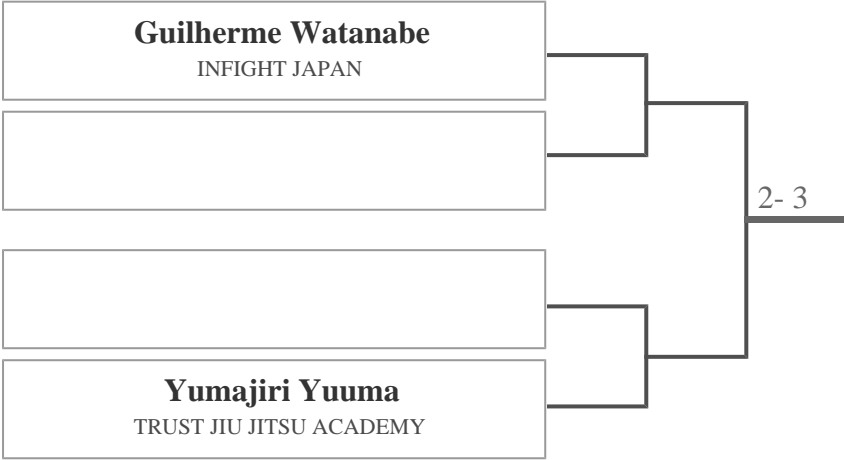 Guilherme Watanabe
INFIGHT JAPAN
2- 3
Yumajiri Yuuma
TRUST JIU JITSU ACADEMY